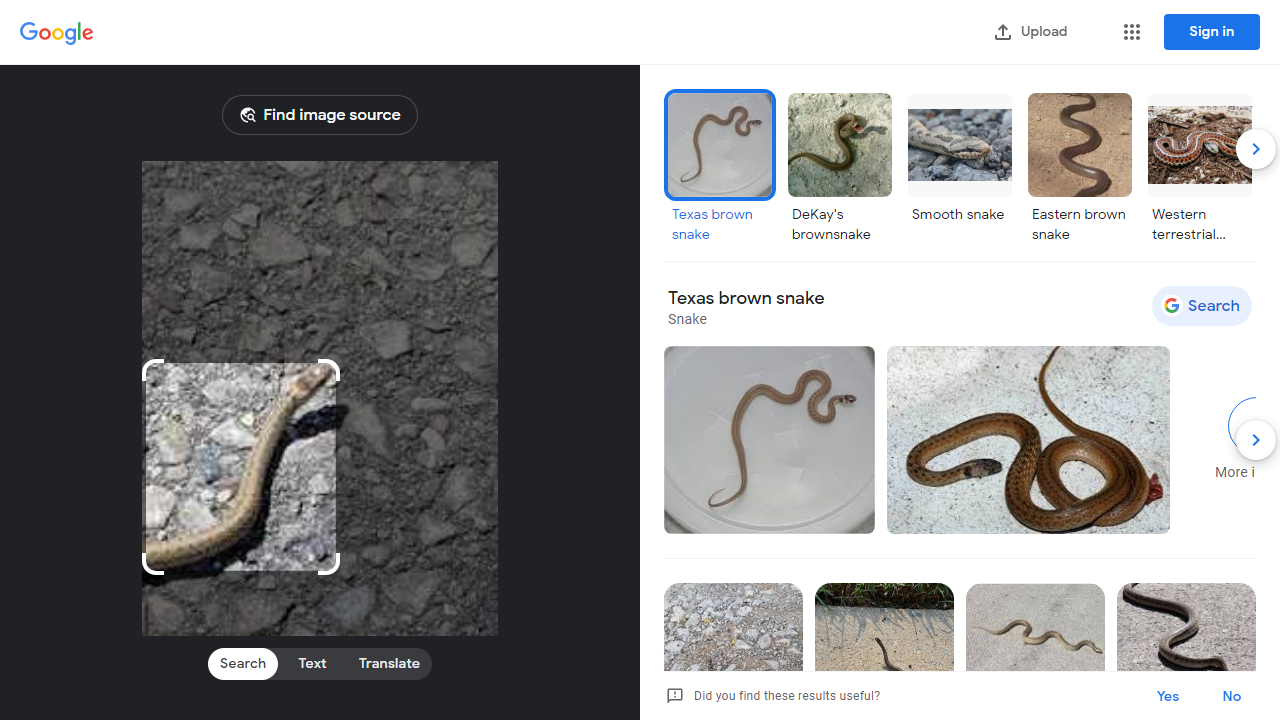 Google
Upload
Sign in
Find image source
Texas brown
snake
DeKay's
brownsnake
Smooth snake
Eastern brown
snake
Western
terrestrial...
Texas brown snake
Snake
Search
More i
Search
Text
Translate
Did you find these results useful?
Yes
No